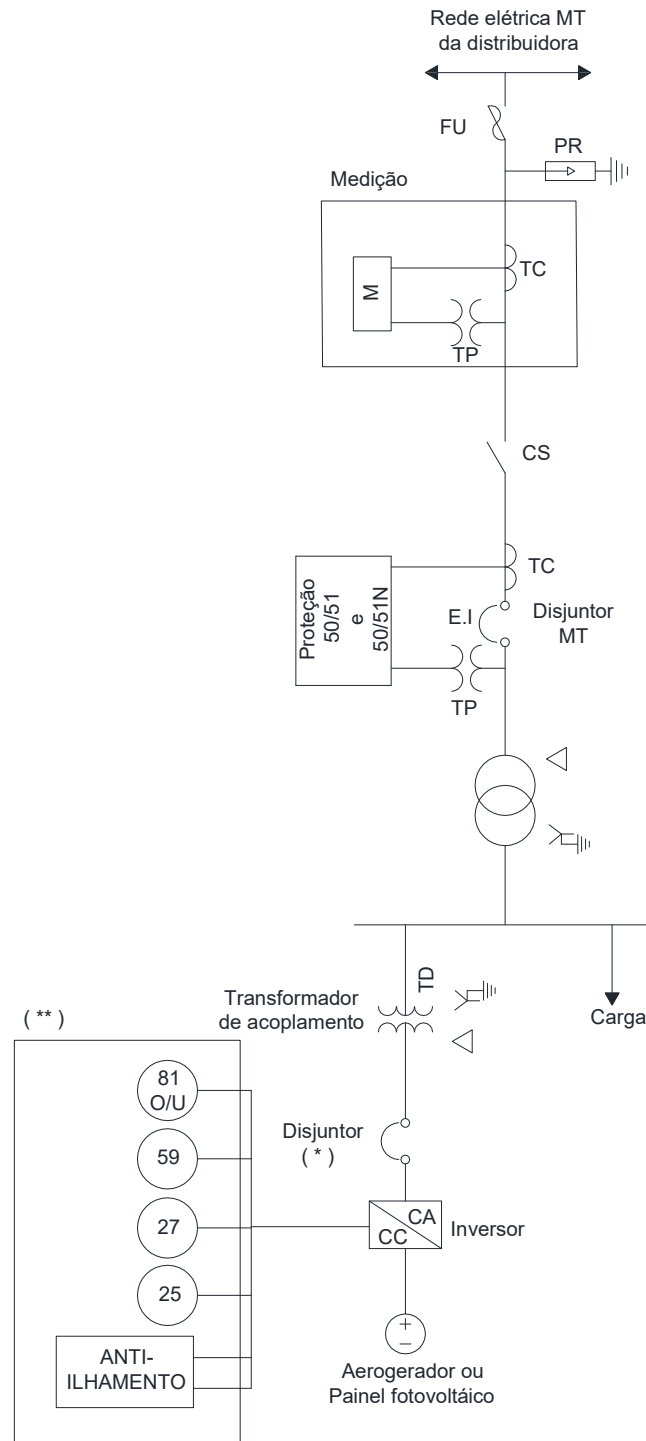 Rede elétrica MT
da distribuidora
FU
PR
Medição
TC
M
TP
CS
TC
Proteção
50/51
e
50/51N
E.I
Disjuntor
MT
TP
TD
Transformador
de acoplamento
Carga
( ** )
81
O/U
Disjuntor
( * )
59
CA
CC
Inversor
27
25
ANTI-
ILHAMENTO
+
−
Aerogerador ou
Painel fotovoltáico